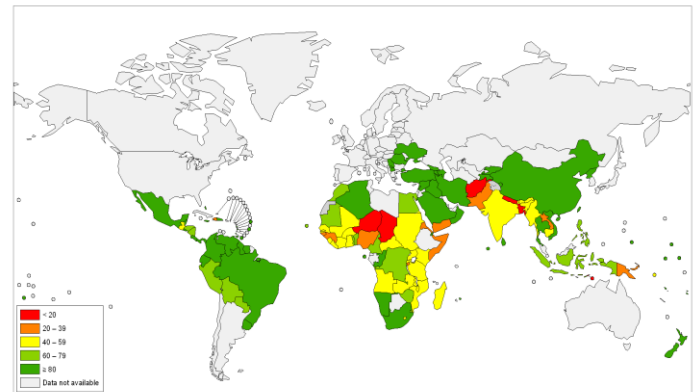 < 20
20 – 39
40 – 59
60 – 79
≥ 80
Data not available